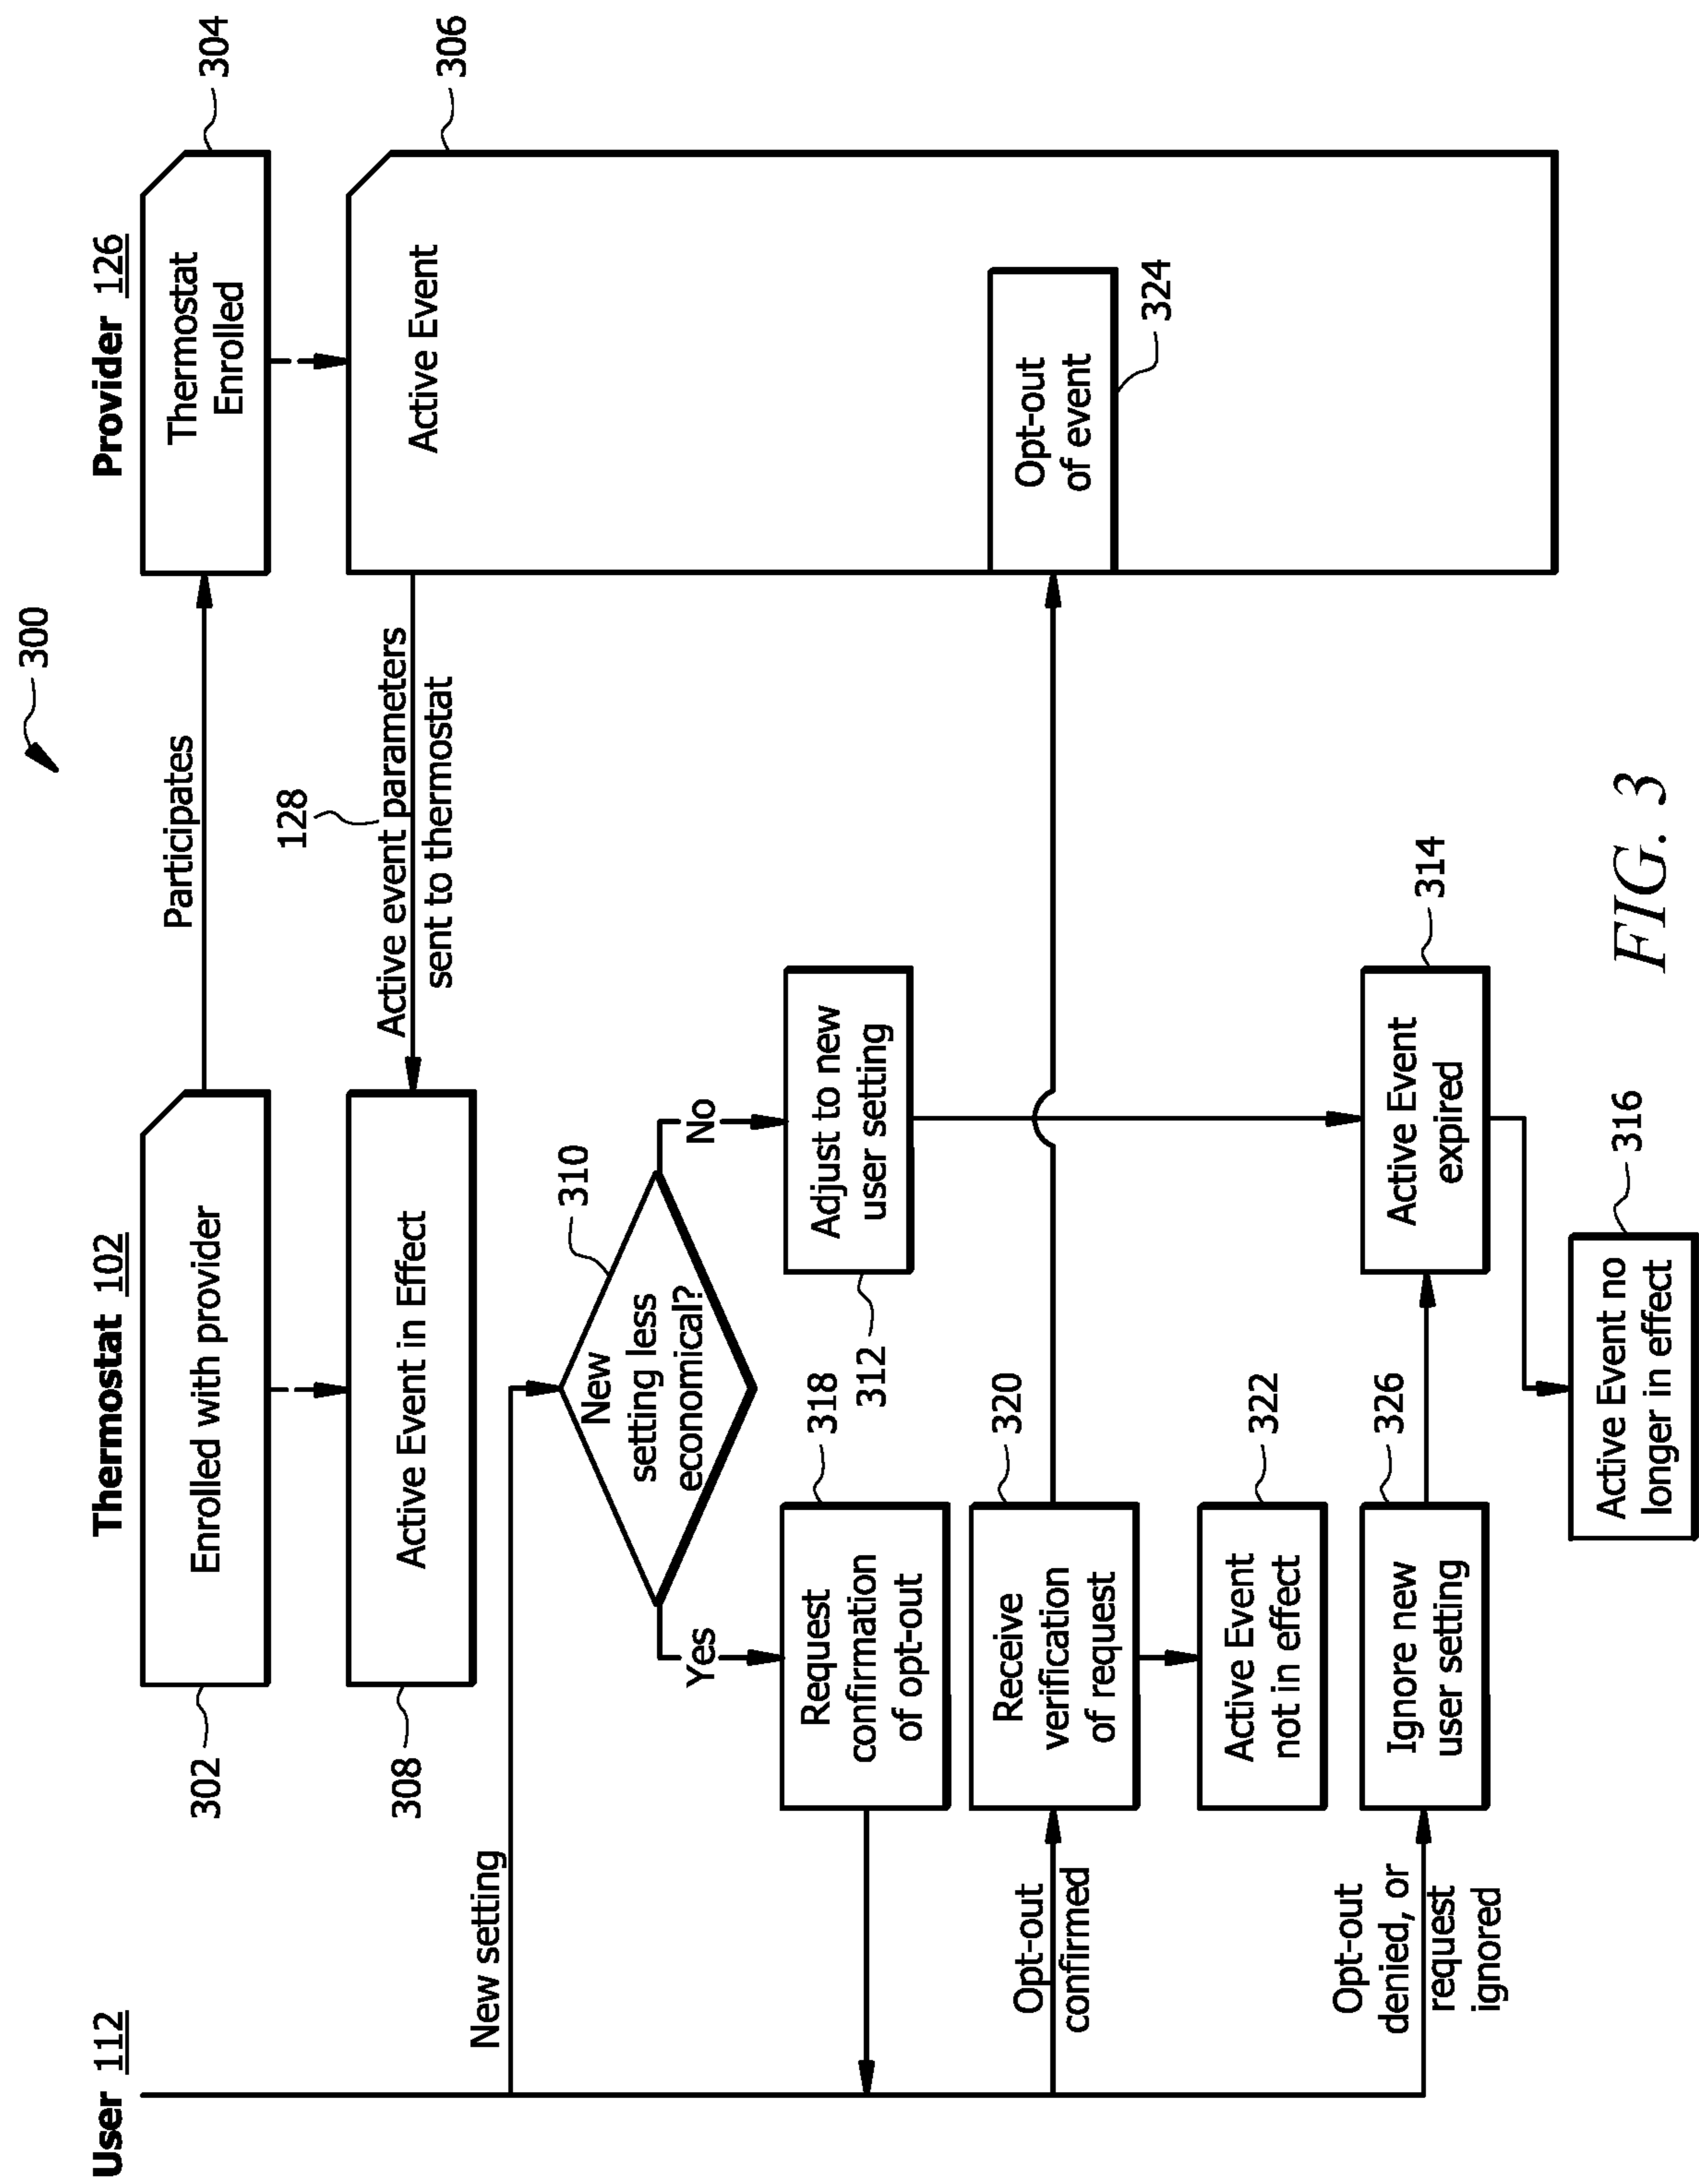 300
User 112
Thermostat 102
Provider 126
302
Enrolled with provider
Participates
Thermostat
Enrolled
304
308
Active Event in Effect
128
Active event parameters
sent to thermostat
Active Event
306
New setting
New
setting less
economical?
310
Yes
No
Request
confirmation
of opt-out
318
Adjust to new
user setting
312
Opt-out
confirmed
Receive
verification
of request
320
Opt-out
of event
324
Active Event
not in effect
322
Opt-out
denied, or
request
ignored
Ignore new
user setting
326
Active Event
expired
314
Active Event no
longer in effect
316
FIG. 3